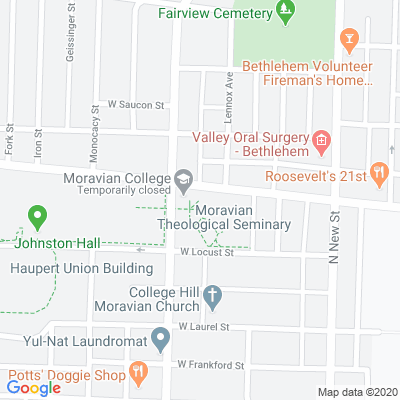 Fairview Cemetery
Geissinger St
Bethlehem Volunteer
Fireman's Home...
Lennox Ave
W Saucon St
Monocacy St
Fork St
Iron St
Valley Oral Surgery
- Bethlehem
Moravian College
Temporarily closed
Roosevelt's 21st
Moravian
Theological Seminary
Johnston Hall
N New St
W Locust St
Haupert Union Building
College Hill
Moravian Church
W Laurel St
Yul-Nat Laundromat
W Frankford St
Potts' Doggie Shop
Google
Map data ©2020